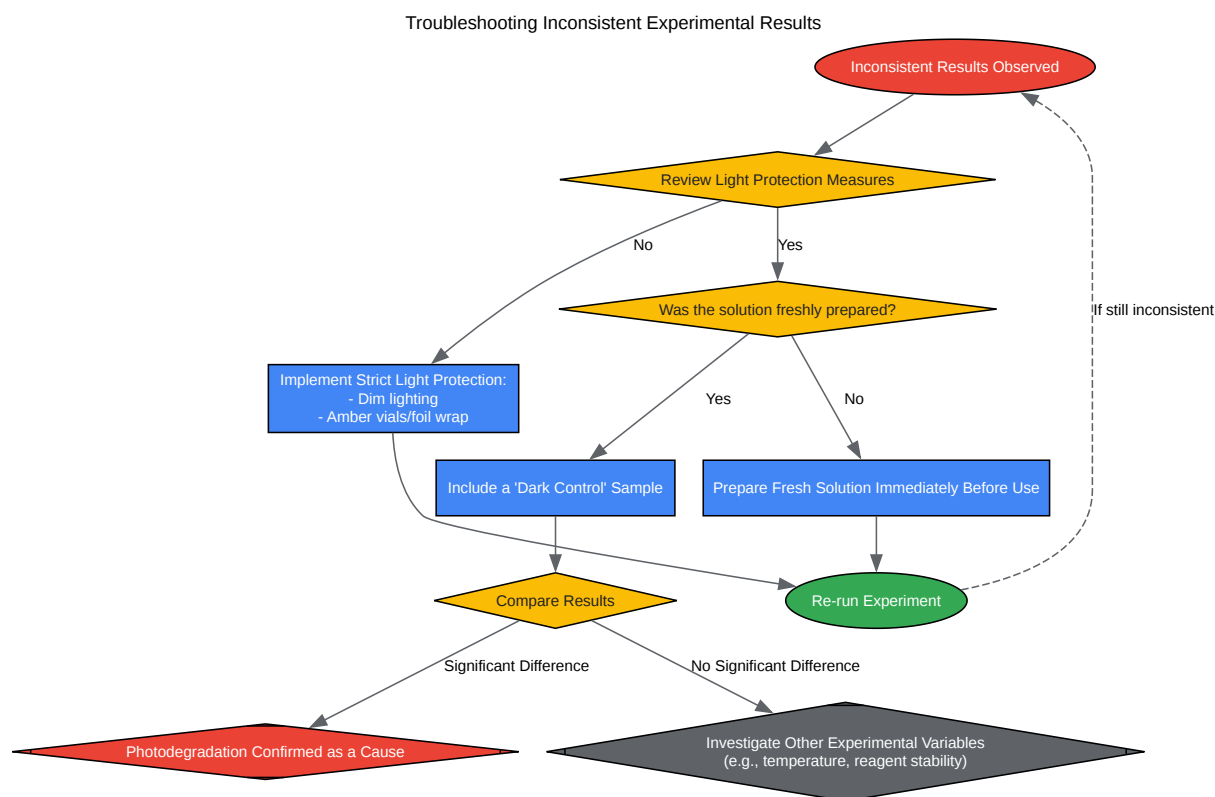 Troubleshooting Inconsistent Experimental Results
Inconsistent Results Observed
Review Light Protection Measures
No
Yes
Was the solution freshly prepared?
If still inconsistent
Implement Strict Light Protection:
- Dim lighting
- Amber vials/foil wrap
Yes
No
Include a 'Dark Control' Sample
Prepare Fresh Solution Immediately Before Use
Compare Results
Re-run Experiment
Significant Difference
No Significant Difference
Photodegradation Confirmed as a Cause
Investigate Other Experimental Variables
(e.g., temperature, reagent stability)